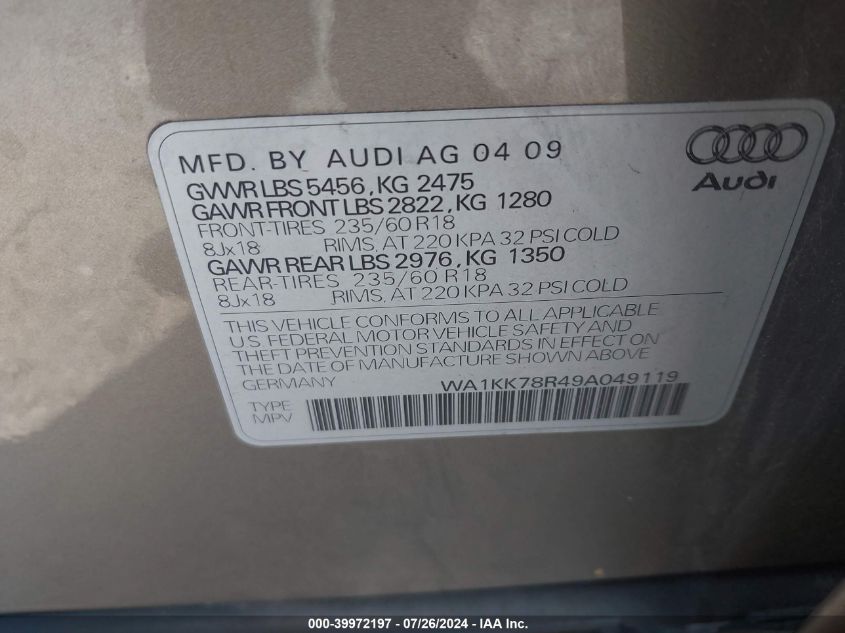 MFD. BY AUDI AG 04 09
Audi
GVWR LBS 5456, KG 2475
GAWR FRONT LBS 2822, KG 1280
FRONT-TIRES 235/60 R18
8Jx18 RIMS, AT 220 KPA 32 PSI COLD
GAWR REAR LBS 2976, KG 1350
REAR-TIRES 235/60 R18
8Jx18 RIMS, AT 220 KPA 32 PSI COLD
THIS VEHICLE CONFORMS TO ALL APPLICABLE
U.S. FEDERAL MOTOR VEHICLE SAFETY AND
THEFT PREVENTION STANDARDS IN EFFECT ON
THE DATE OF MANUFACTURE SHOWN ABOVE
GERMANY WA1KK78R49A049119
TYPE
MPV
000-39972197 - 07/26/2024 - IAA Inc.